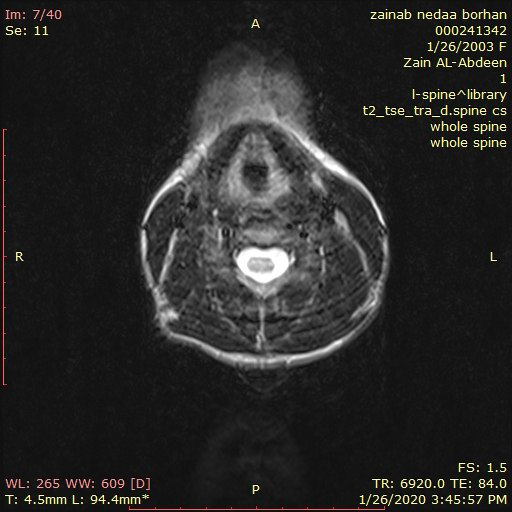 Im: 7/40
Se: 11
A
zainab nedaa borhan
000241342
1/26/2003 F
Zain AL-Abdeen
1
l-spine^library
t2_tse_tra_d.spine cs
whole spine
whole spine
R
L
WL: 265 WW: 609 [D]
T: 4.5mm L: 94.4mm*
P
FS: 1.5
TR: 6920.0 TE: 84.0
1/26/2020 3:45:57 PM